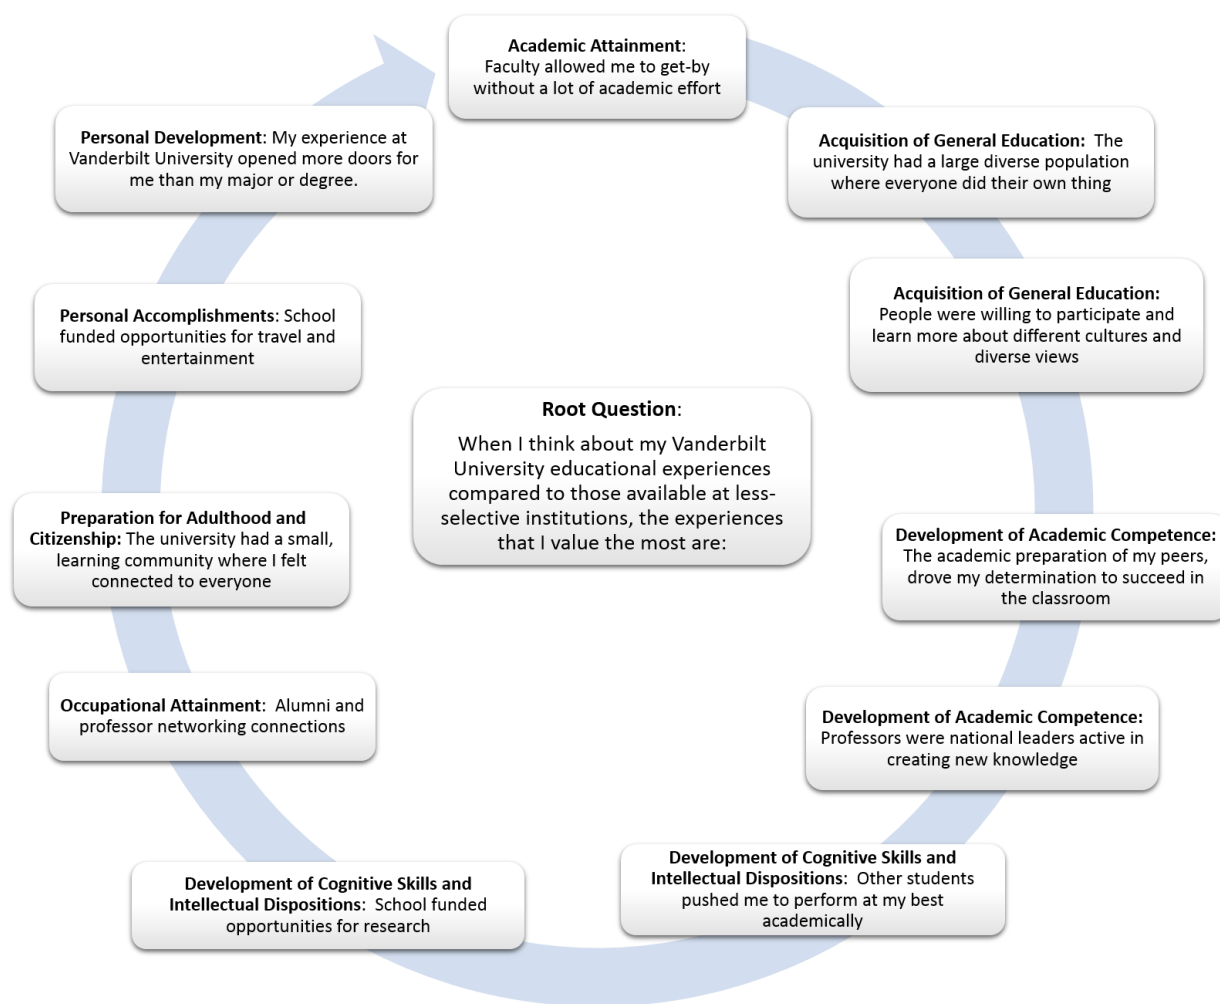 Academic Attainment:
Faculty allowed me to get-by
without a lot of academic effort
Acquisition of General Education:  The
university had a large diverse population
where everyone did their own thing
Acquisition of General Education:
People were willing to participate and
learn more about different cultures and
diverse views
Development of Academic Competence:
The academic preparation of my peers,
drove my determination to succeed in
the classroom
Development of Academic Competence:
Professors were national leaders active in
creating new knowledge
Development of Cognitive Skills and
Intellectual Dispositions:  Other students
pushed me to perform at my best
academically
Development of Cognitive Skills and
Intellectual Dispositions:  School funded
opportunities for research
Occupational Attainment:  Alumni and
professor networking connections
Preparation for Adulthood and
Citizenship: The university had a small,
learning community where I felt
connected to everyone
Personal Accomplishments: School
funded opportunities for travel and
entertainment
Personal Development: My experience at
Vanderbilt University opened more doors for
me than my major or degree.
Root Question:
When I think about my Vanderbilt
University educational experiences
compared to those available at less-
selective institutions, the experiences
that I value the most are: